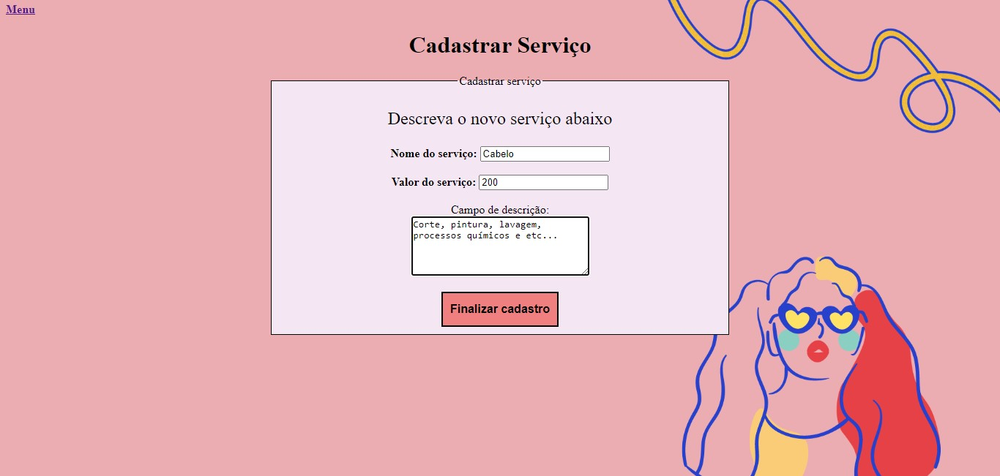 Menu
Cadastrar Serviço
Cadastrar serviço
Descreva o novo serviço abaixo
Nome do serviço: Cabelo
Valor do serviço: 200
Campo de descrição:
Corte, pintura, lavagem,
processos químicos e etc...
Finalizar cadastro